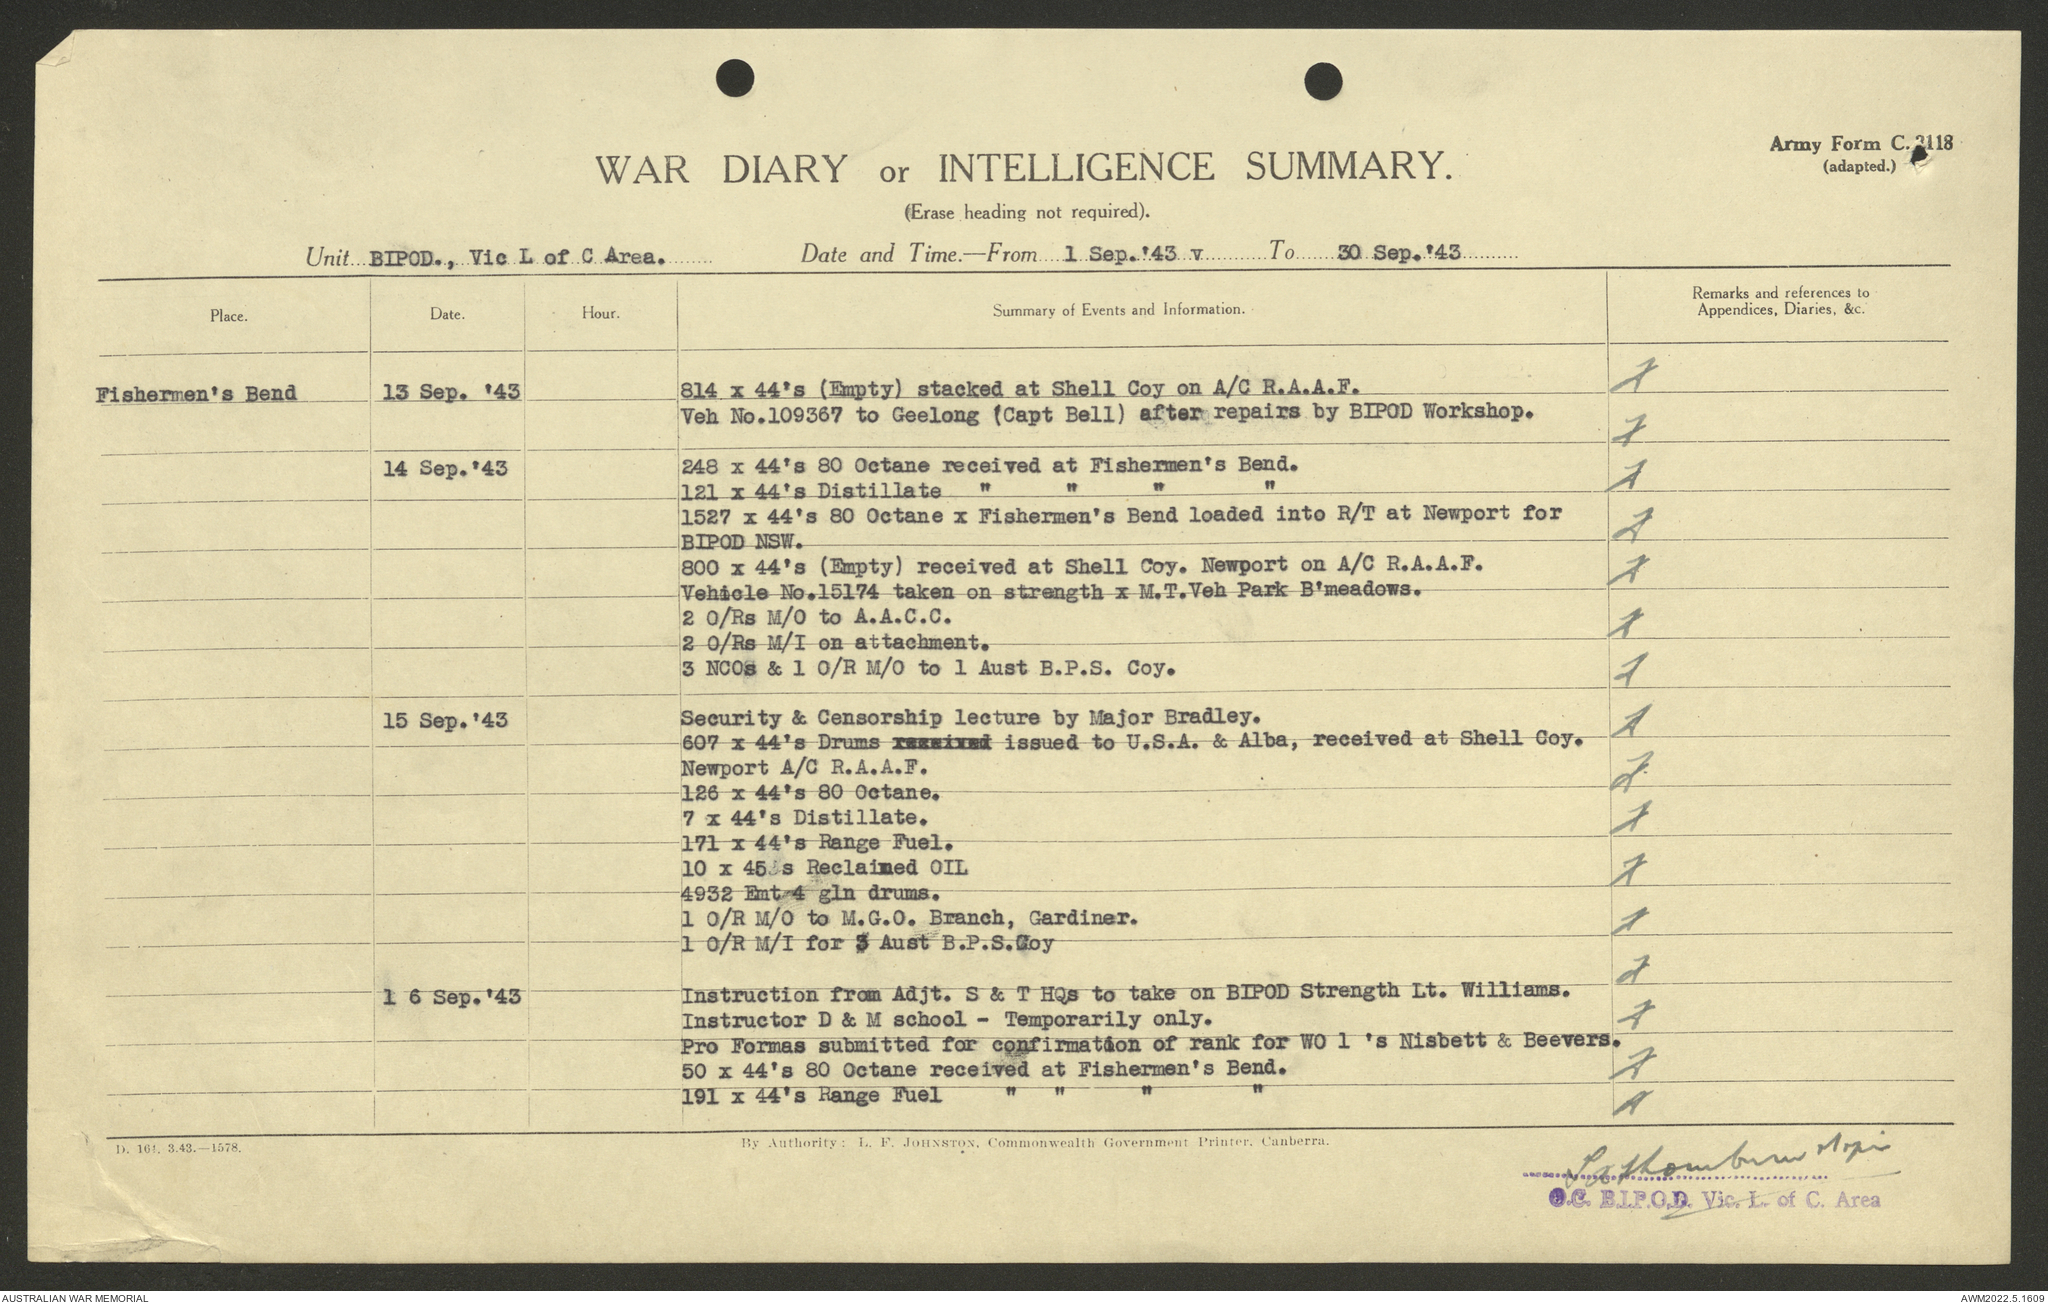 Army Form C. 2118
(adapted.)
WAR DIARY or INTELLIGENCE SUMMARY.
(Erase heading not required).
Unit BIPOD., Vic L of C Area. Date and Time.—From 1 Sep.'43 v To 30 Sep.'43
Place. Date. Hour. Summary of Events and Information. Remarks and references to
Appendices, Diaries, &c.
Fishermen's Bend 13 Sep. '43 814 x 44's (Empty) stacked at Shell Coy on A/C R.A.A.F.
Veh No.109367 to Geelong (Capt Bell) after repairs by BIPOD Workshop.
14 Sep.'43 248 x 44's 80 Octane received at Fishermen's Bend.
121 x 44's Distillate " " " "
1527 x 44's 80 Octane x Fishermen's Bend loaded into R/T at Newport for
BIPOD NSW.
800 x 44's (Empty) received at Shell Coy. Newport on A/C R.A.A.F.
Vehicle No.15174 taken on strength x M.T.Veh Park B'meadows.
2 O/Rs M/O to A.A.C.C.
2 O/Rs M/I on attachment.
3 NCOs & 1 O/R M/O to 1 Aust B.P.S. Coy.
15 Sep.'43 Security & Censorship lecture by Major Bradley.
607 x 44's Drums received issued to U.S.A. & Alba, received at Shell Coy.
Newport A/C R.A.A.F.
126 x 44's 80 Octane.
7 x 44's Distillate.
171 x 44's Range Fuel.
10 x 45's Reclaimed OIL
4932 Emt 4 gln drums.
1 O/R M/O to M.G.O. Branch, Gardiner.
1 O/R M/I for 3 Aust B.P.S.Coy
1 6 Sep.'43 Instruction from Adjt. S & T HQs to take on BIPOD Strength Lt. Williams.
Instructor D & M school - Temporarily only.
Pro Formas submitted for confirmation of rank for WO 1 's Nisbett & Beevers.
50 x 44's 80 Octane received at Fishermen's Bend.
191 x 44's Range Fuel " " " "
D. 161. 3.43.—1578. By Authority: L. F. Johnston, Commonwealth Government Printer, Canberra.
O.C. B.I.P.O.D. Vic. L. of C. Area
AUSTRALIAN WAR MEMORIAL AWM2022.5.1609